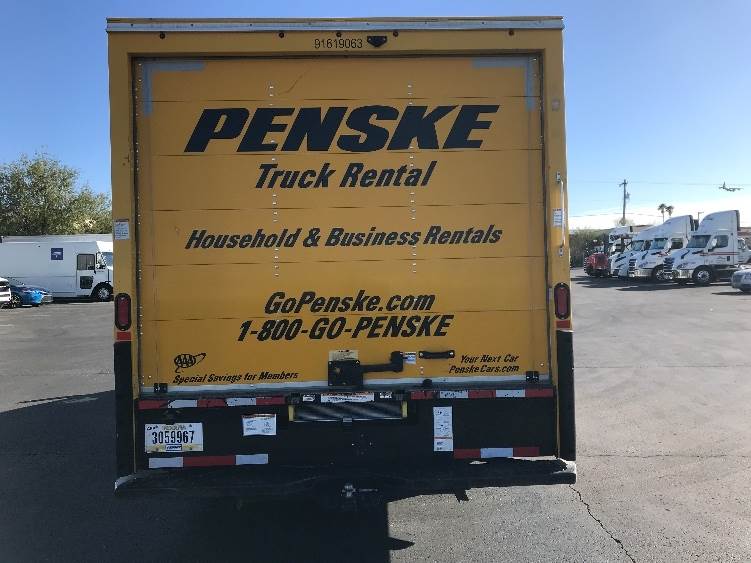 91619063
PENSKE
Truck Rental
Household & Business Rentals
GoPenske.com
1-800-GO-PENSKE
AAA
Special Savings for Members
Your Next Car
PenskeCars.com
3059967